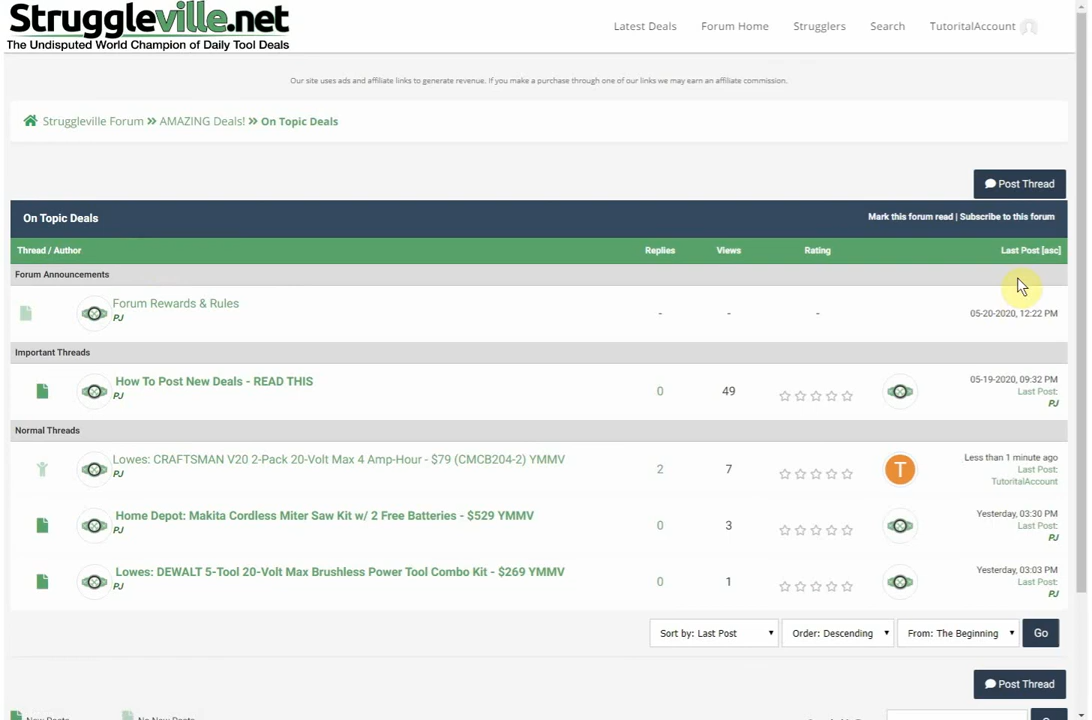 Struggleville.net
The Undisputed World Champion of Daily Tool Deals
Latest Deals Forum Home Strugglers Search TutoritalAccount
Our site uses ads and affiliate links to generate revenue. If you make a purchase through one of our links we may earn an affiliate commission.
Struggleville Forum » AMAZING Deals! » On Topic Deals
Post Thread
On Topic Deals Mark this forum read | Subscribe to this forum
Thread / Author Replies Views Rating Last Post [asc]
Forum Announcements
Forum Rewards & Rules
PJ
- - - 05-20-2020, 12:22 PM
Important Threads
How To Post New Deals - READ THIS
PJ
0 49
05-19-2020, 09:32 PM
Last Post:
PJ
Normal Threads
Lowes: CRAFTSMAN V20 2-Pack 20-Volt Max 4 Amp-Hour - $79 (CMCB204-2) YMMV
PJ
2 7 T
Less than 1 minute ago
Last Post:
TutoritalAccount
Home Depot: Makita Cordless Miter Saw Kit w/ 2 Free Batteries - $529 YMMV
PJ
0 3
Yesterday, 03:30 PM
Last Post:
PJ
Lowes: DEWALT 5-Tool 20-Volt Max Brushless Power Tool Combo Kit - $269 YMMV
PJ
0 1
Yesterday, 03:03 PM
Last Post:
PJ
Sort by: Last Post Order: Descending From: The Beginning Go
Post Thread
New Posts No New Posts